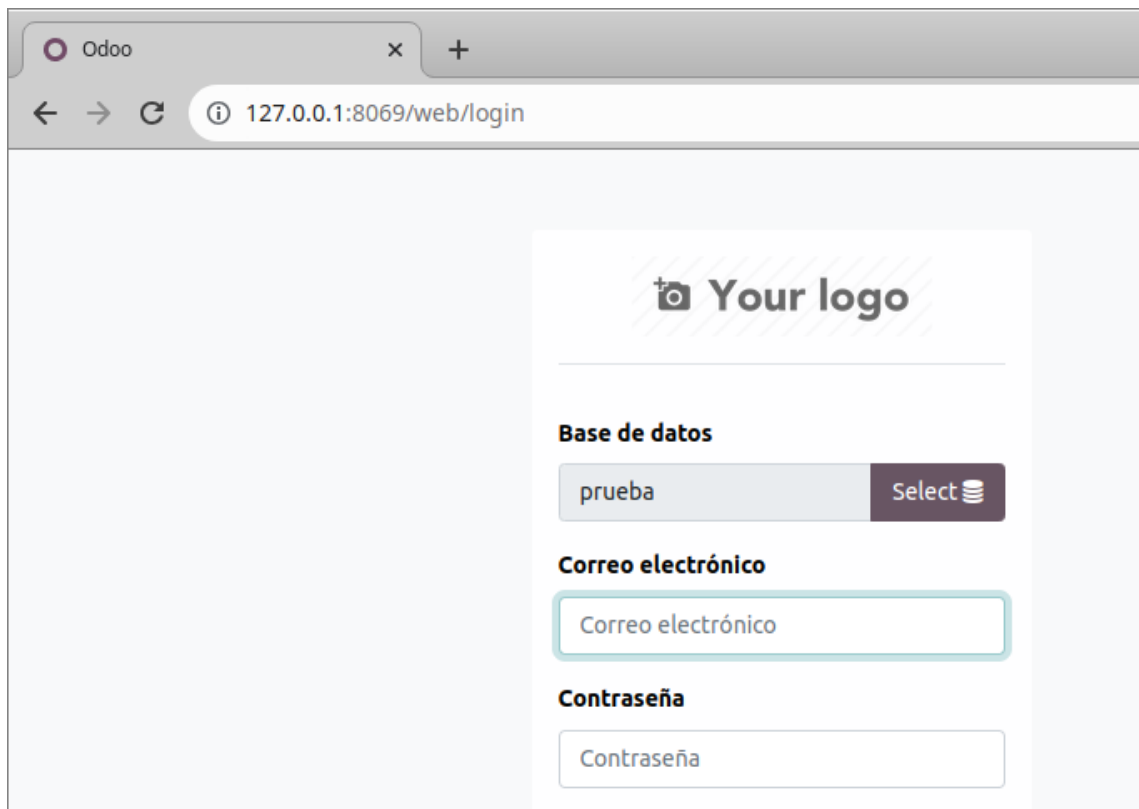 Odoo
127.0.0.1:8069/web/login
Your logo
Base de datos
prueba Select
Correo electrónico
Correo electrónico
Contraseña
Contraseña